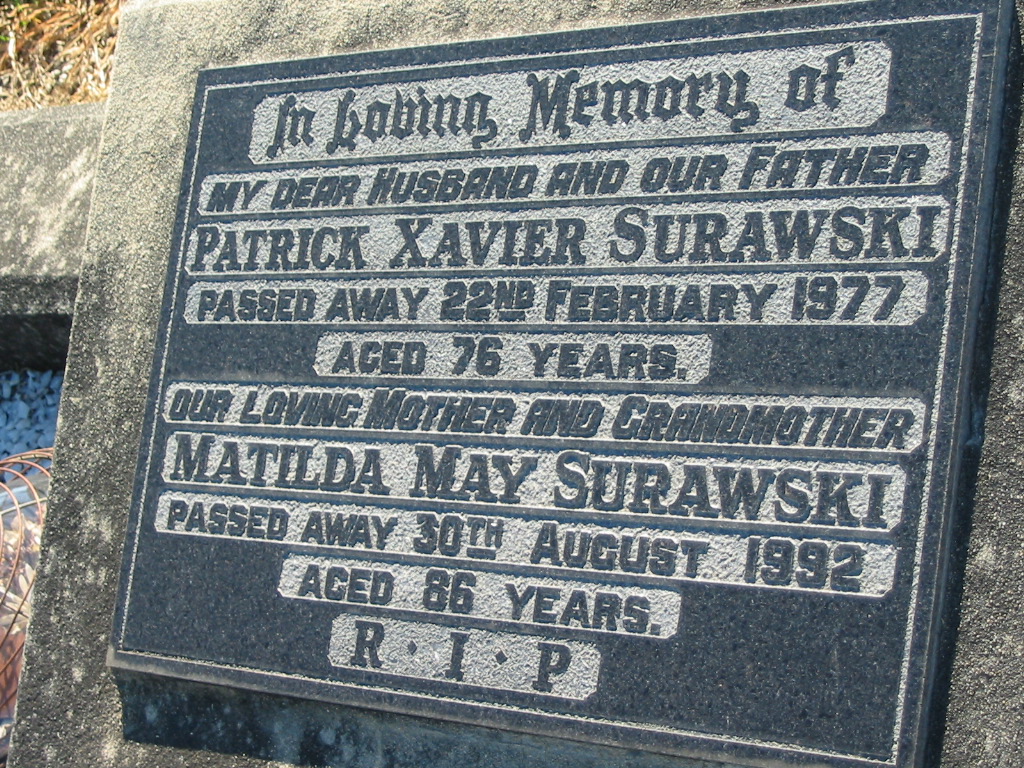 In Loving Memory of
MY DEAR HUSBAND AND OUR FATHER
PATRICK XAVIER SURAWSKI
PASSED AWAY 22ND FEBRUARY 1977
AGED 76 YEARS.
OUR LOVING MOTHER AND GRANDMOTHER
MATILDA MAY SURAWSKI
PASSED AWAY 30TH AUGUST 1992
AGED 86 YEARS.
R · I · P